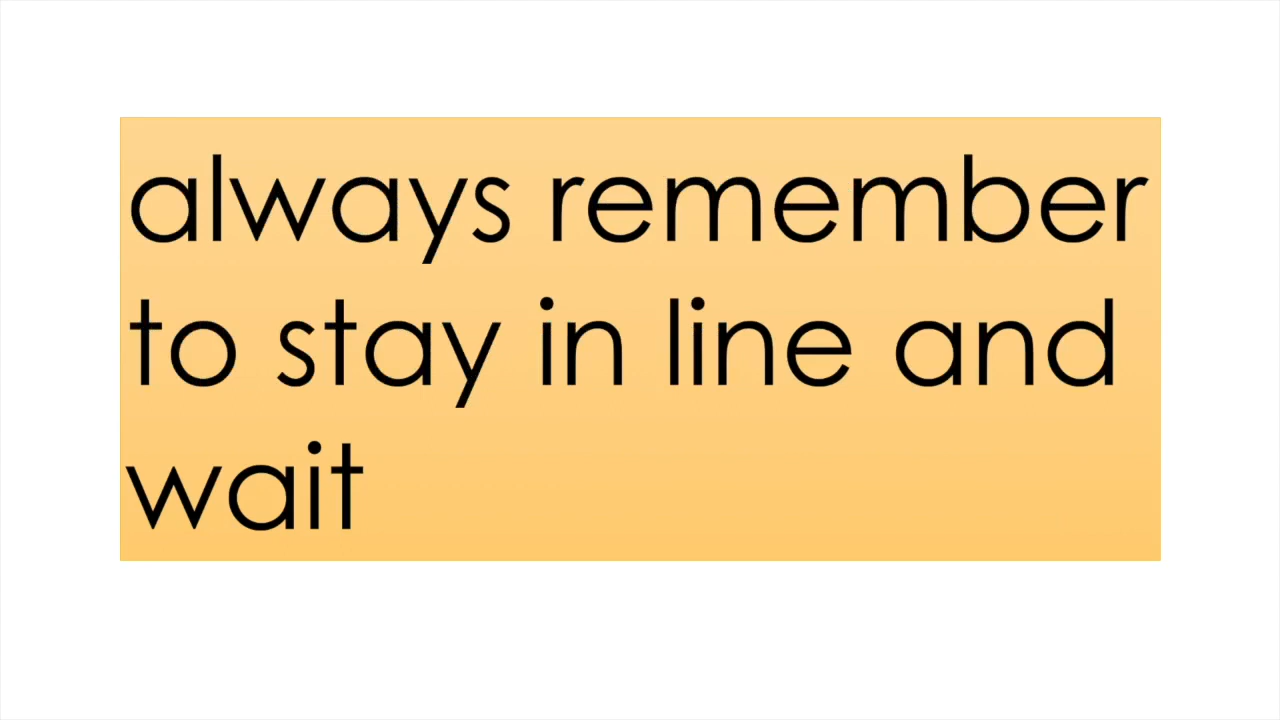 always remember
to stay in line and
wait